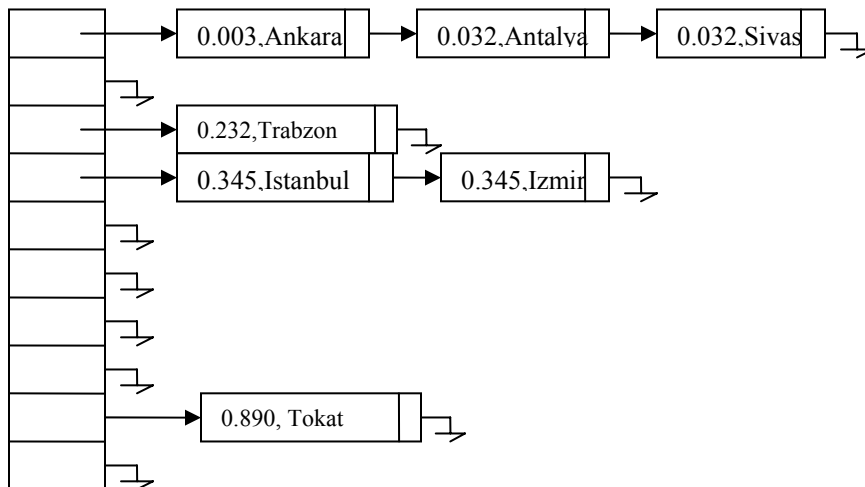 0.003,Ankara 0.032,Antalya 0.032,Sivas
0.232,Trabzon
0.345,Istanbul 0.345,Izmir
0.890, Tokat